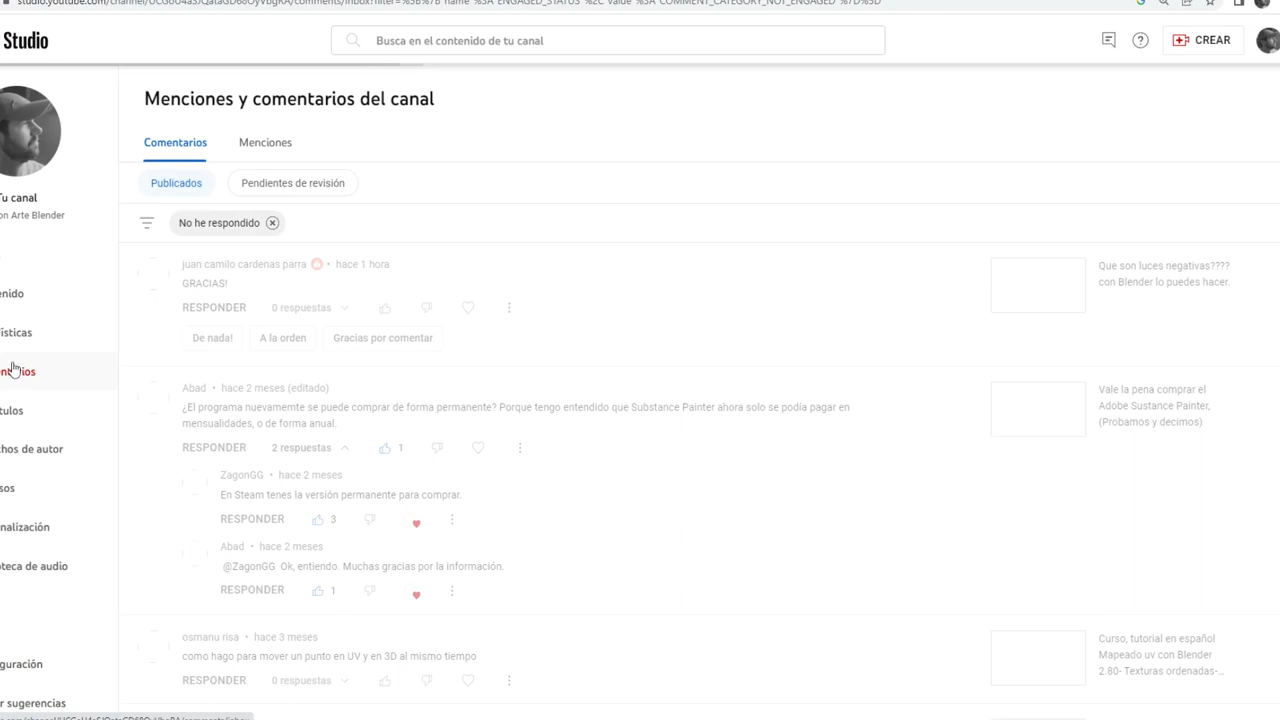 Studio
Busca en el contenido de tu canal
CREAR
Menciones y comentarios del canal
Comentarios
Menciones
Publicados
Pendientes de revisión
No he respondido
Tu canal
on Arte Blender
enido
ísticas
entarios
tulos
hos de autor
sos
nalización
oteca de audio
guración
r sugerencias
juan camilo cardenas parra • hace 1 hora
GRACIAS!
RESPONDER 0 respuestas
De nada! A la orden Gracias por comentar
Que son luces negativas????
con Blender lo puedes hacer.
Abad • hace 2 meses (editado)
¿El programa nuevamemte se puede comprar de forma permanente? Porque tengo entendido que Substance Painter ahora solo se podía pagar en
mensualidades, o de forma anual.
RESPONDER 2 respuestas 1
Vale la pena comprar el
Adobe Sustance Painter,
(Probamos y decimos)
ZagonGG • hace 2 meses
En Steam tenes la versión permanente para comprar.
RESPONDER 3
Abad • hace 2 meses
@ZagonGG Ok, entiendo. Muchas gracias por la información.
RESPONDER 1
osmanu risa • hace 3 meses
como hago para mover un punto en UV y en 3D al mismo tiempo
RESPONDER 0 respuestas
Curso, tutorial en español
Mapeado uv con Blender
2.80- Texturas ordenadas-...